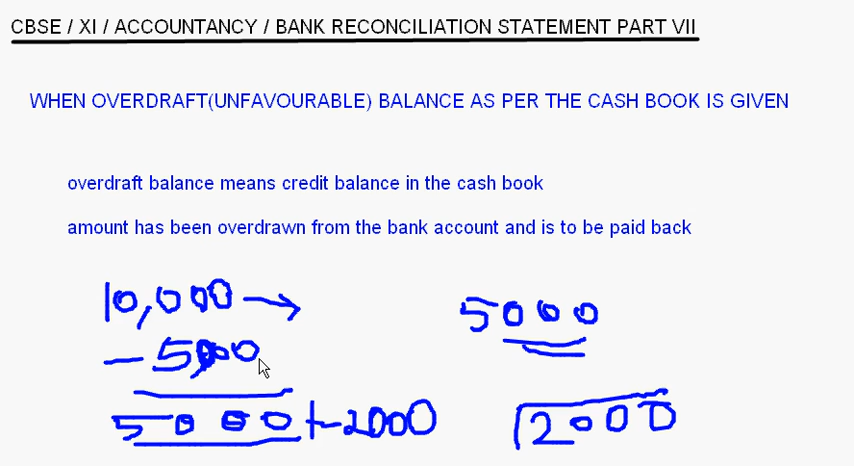 CBSE / XI / ACCOUNTANCY / BANK RECONCILIATION STATEMENT PART VII
WHEN OVERDRAFT(UNFAVOURABLE) BALANCE AS PER THE CASH BOOK IS GIVEN
overdraft balance means credit balance in the cash book
amount has been overdrawn from the bank account and is to be paid back
10,000 → 5000
- 5,000
5000 +-2000 2000